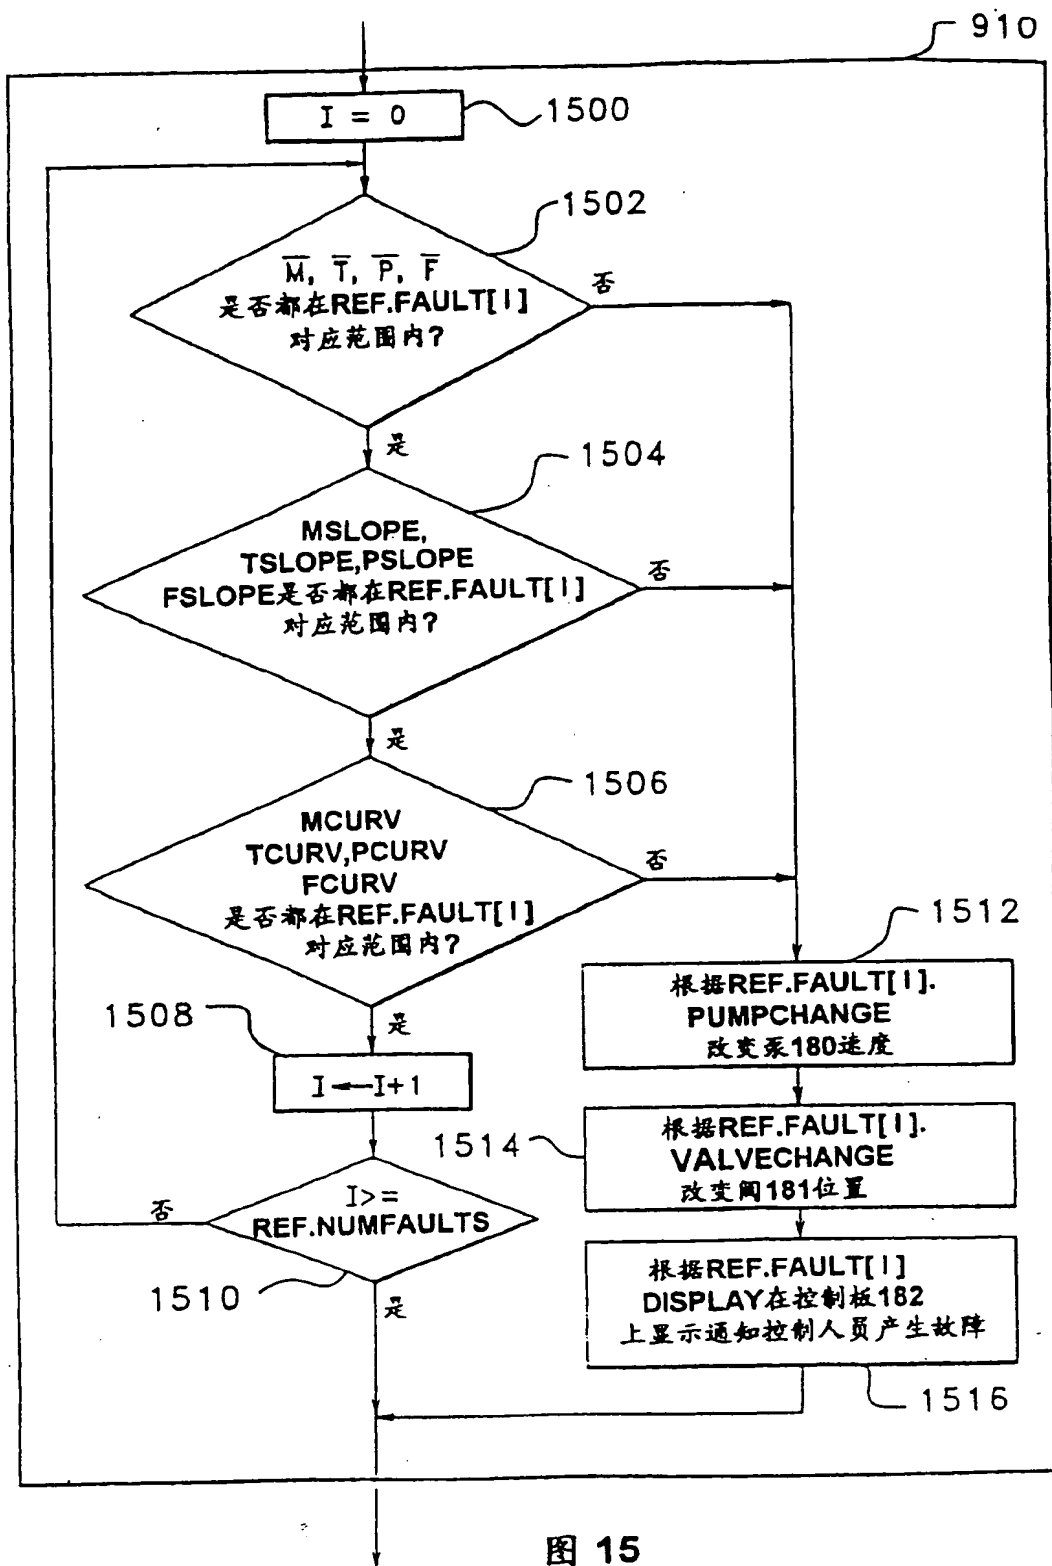 910
I = 0
1500
1502
M̅, T̅, P̅, F̅
是否都在REF.FAULT[I]
对应范围内?
否
是
1504
MSLOPE,
TSLOPE,PSLOPE
FSLOPE是否都在REF.FAULT[I]
对应范围内?
否
是
1506
MCURV
TCURV,PCURV
FCURV
是否都在REF.FAULT[I]
对应范围内?
否
是
1508
I←I+1
1512
根据REF.FAULT[I].
PUMPCHANGE
改变泵180速度
1514
根据REF.FAULT[I].
VALVECHANGE
改变阀181位置
I>=
REF.NUMFAULTS
否
1510
是
根据REF.FAULT[I]
DISPLAY在控制板182
上显示通知控制人员产生故障
1516
图 15